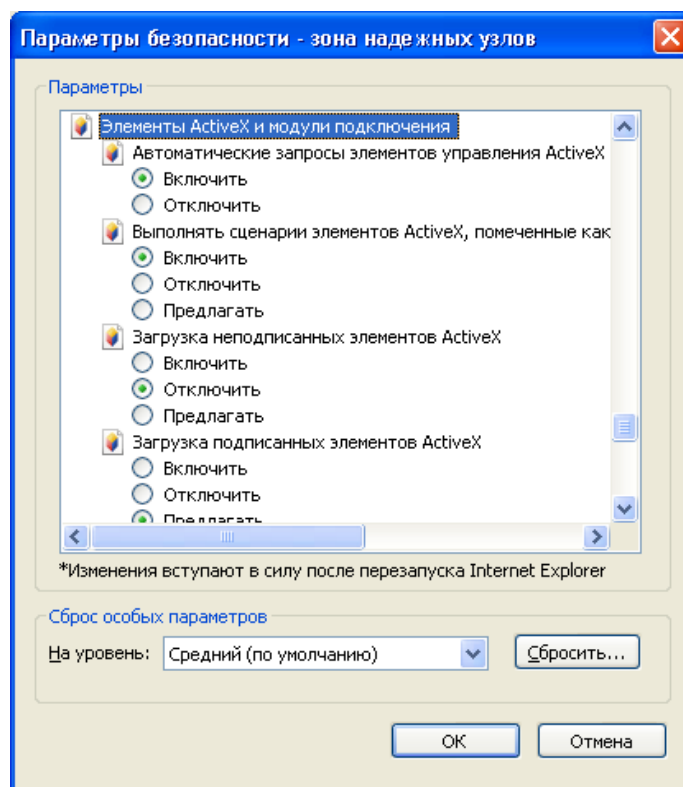 Параметры безопасности - зона надежных узлов
Параметры
Элементы ActiveX и модули подключения
Автоматические запросы элементов управления ActiveX
Включить
Отключить
Выполнять сценарии элементов ActiveX, помеченные как
Включить
Отключить
Предлагать
Загрузка неподписанных элементов ActiveX
Включить
Отключить
Предлагать
Загрузка подписанных элементов ActiveX
Включить
Отключить
Предлагать
*Изменения вступают в силу после перезапуска Internet Explorer
Сброс особых параметров
На уровень: Средний (по умолчанию) Сбросить...
ОК Отмена